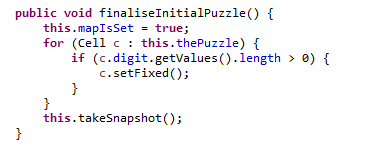 public void finaliseInitialPuzzle() {
    this.mapIsSet = true;
    for (Cell c : this.thePuzzle) {
        if (c.digit.getValues().length > 0) {
            c.setFixed();
        }
    }
    this.takeSnapshot();
}